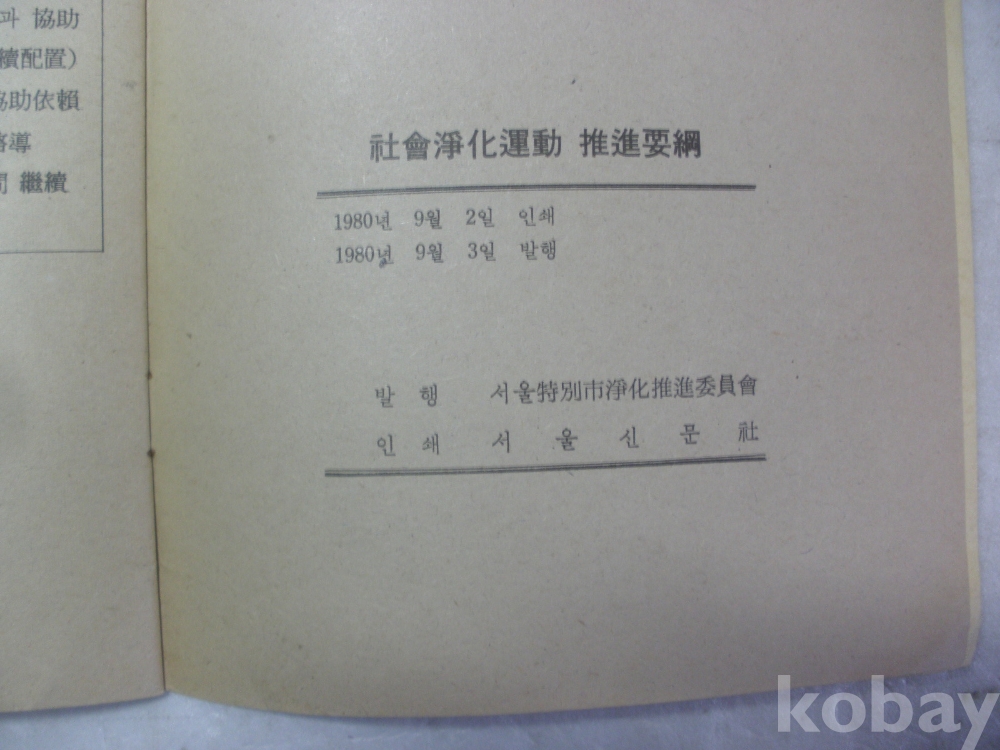 과 協助
續配置)
協助依賴
啓導
間 繼續
社會淨化運動 推進要綱
1980년 9월 2일 인쇄
1980년 9월 3일 발행
발 행 서울特別市淨化推進委員會
인 쇄 서 울 신 문 社
kobay